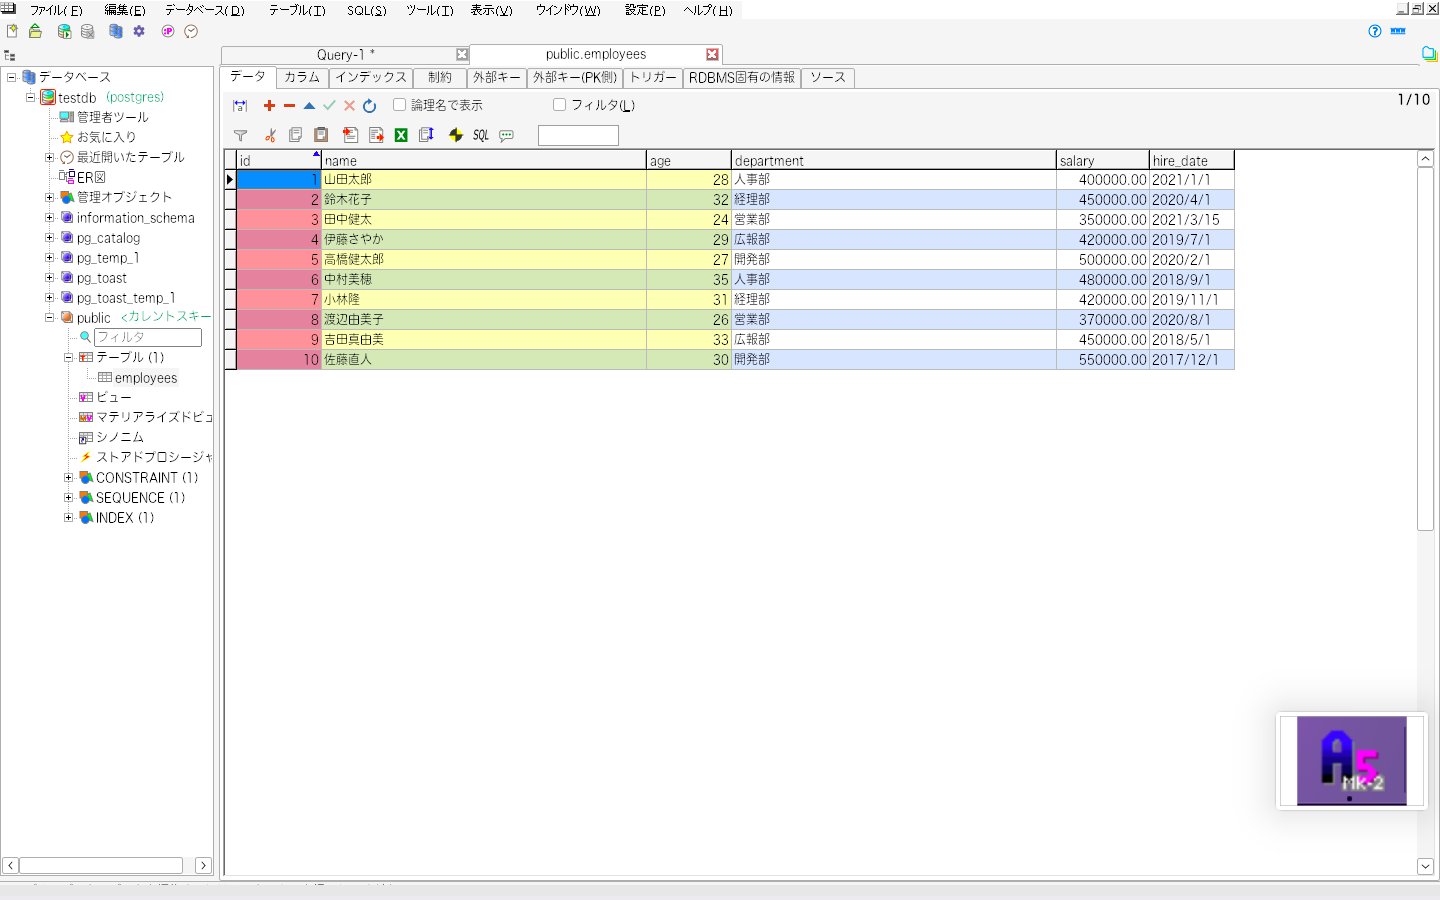 ファイル(F) 編集(E) データベース(D) テーブル(T) SQL(S) ツール(T) 表示(V) ウインドウ(W) 設定(P) ヘルプ(H)
Query-1 * public.employees
データ カラム インデックス 制約 外部キー 外部キー(PK側) トリガー RDBMS固有の情報 ソース
論理名で表示 フィルタ(L) 1/10
SQL
データベース
testdb (postgres)
管理者ツール
お気に入り
最近開いたテーブル
ER図
管理オブジェクト
information_schema
pg_catalog
pg_temp_1
pg_toast
pg_toast_temp_1
public <カレントスキー
フィルタ
テーブル (1)
employees
ビュー
マテリアライズドビュ
シノニム
ストアドプロシージャ
CONSTRAINT (1)
SEQUENCE (1)
INDEX (1)
id name age department salary hire_date
1 山田太郎 28 人事部 400000.00 2021/1/1
2 鈴木花子 32 経理部 450000.00 2020/4/1
3 田中健太 24 営業部 350000.00 2021/3/15
4 伊藤さやか 29 広報部 420000.00 2019/7/1
5 高橋健太郎 27 開発部 500000.00 2020/2/1
6 中村美穂 35 人事部 480000.00 2018/9/1
7 小林隆 31 経理部 420000.00 2019/11/1
8 渡辺由美子 26 営業部 370000.00 2020/8/1
9 吉田真由美 33 広報部 450000.00 2018/5/1
10 佐藤直人 30 開発部 550000.00 2017/12/1
A5
Mk-2